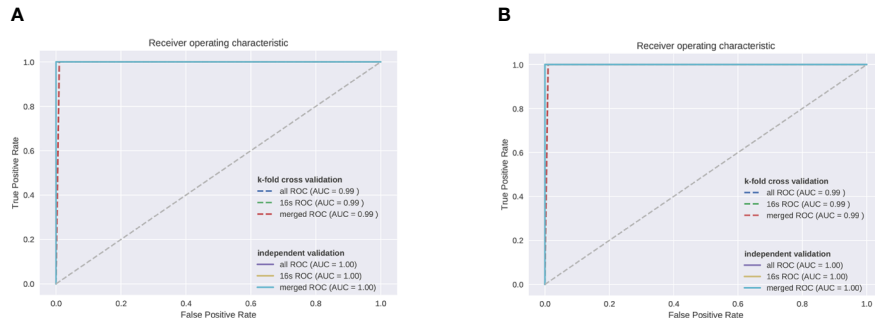 A
Receiver operating characteristic
True Positive Rate
1.0
0.8
0.6
0.4
0.2
0.0
k-fold cross validation
all ROC (AUC = 0.99 )
16s ROC (AUC = 0.99 )
merged ROC (AUC = 0.99 )
independent validation
all ROC (AUC = 1.00)
16s ROC (AUC = 1.00)
merged ROC (AUC = 1.00)
0.0 0.2 0.4 0.6 0.8 1.0
False Positive Rate
B
Receiver operating characteristic
True Positive Rate
1.0
0.8
0.6
0.4
0.2
0.0
k-fold cross validation
all ROC (AUC = 0.99 )
16s ROC (AUC = 0.99 )
merged ROC (AUC = 0.99 )
independent validation
all ROC (AUC = 1.00)
16s ROC (AUC = 1.00)
merged ROC (AUC = 1.00)
0.0 0.2 0.4 0.6 0.8 1.0
False Positive Rate